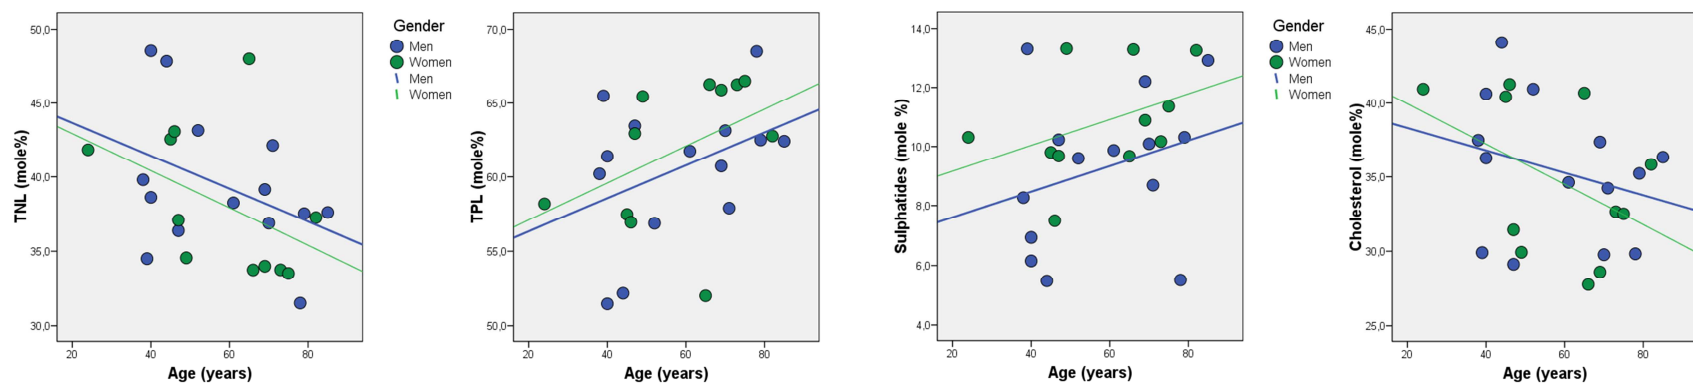 50,0
45,0
40,0
35,0
30,0
TNL (mole%)
20 40 60 80
Age (years)
Gender
Men
Women
Men
Women
70,0
65,0
60,0
55,0
50,0
TPL (mole%)
20 40 60 80
Age (years)
14,0
12,0
10,0
8,0
6,0
4,0
Sulphatides (mole %)
20 40 60 80
Age (years)
Gender
Men
Women
Men
Women
45,0
40,0
35,0
30,0
25,0
Cholesterol (mole%)
20 40 60 80
Age (years)